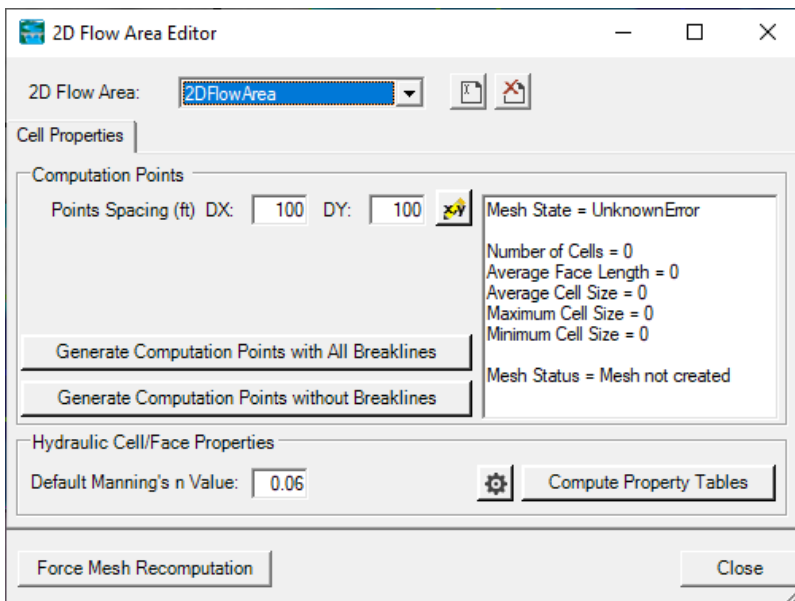 2D Flow Area Editor
2D Flow Area: 2DFlowArea
Cell Properties
Computation Points
Points Spacing (ft) DX: 100 DY: 100
Mesh State = UnknownError
Number of Cells = 0
Average Face Length = 0
Average Cell Size = 0
Maximum Cell Size = 0
Minimum Cell Size = 0
Mesh Status = Mesh not created
Generate Computation Points with All Breaklines
Generate Computation Points without Breaklines
Hydraulic Cell/Face Properties
Default Manning's n Value: 0.06
Compute Property Tables
Force Mesh Recomputation
Close